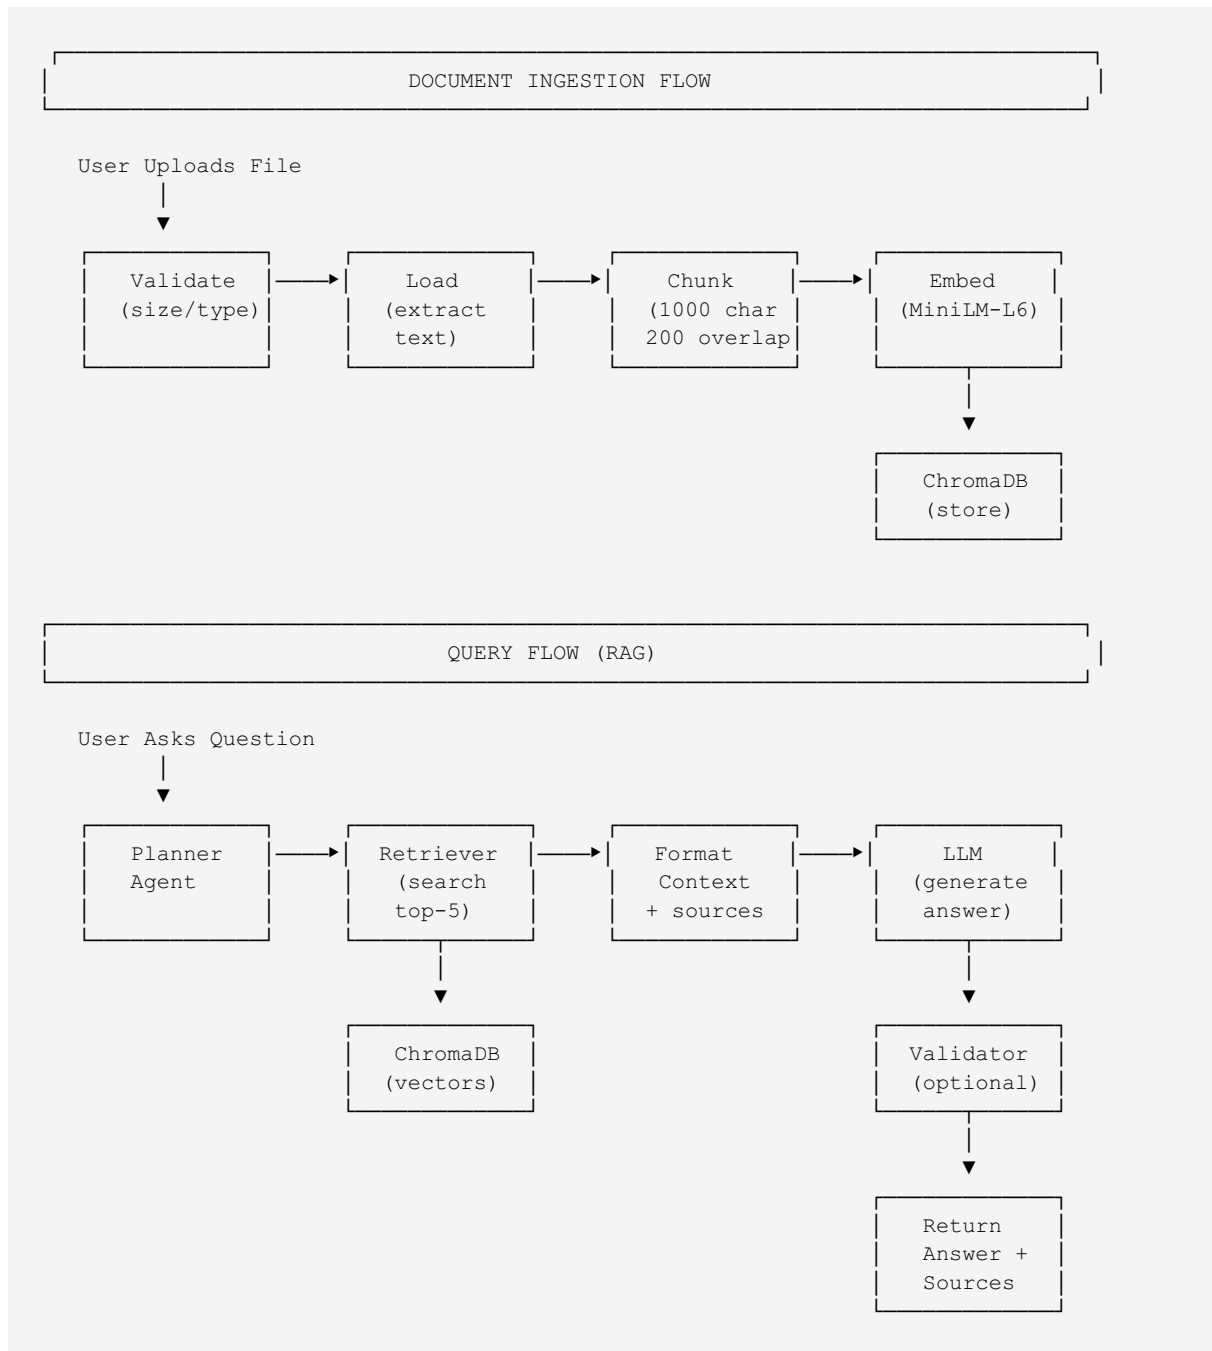 DOCUMENT INGESTION FLOW
User Uploads File
Validate
(size/type)
Load
(extract
text)
Chunk
(1000 char
200 overlap
Embed
(MiniLM-L6)
ChromaDB
(store)
QUERY FLOW (RAG)
User Asks Question
Planner
Agent
Retriever
(search
top-5)
Format
Context
+ sources
LLM
(generate
answer)
ChromaDB
(vectors)
Validator
(optional)
Return
Answer +
Sources